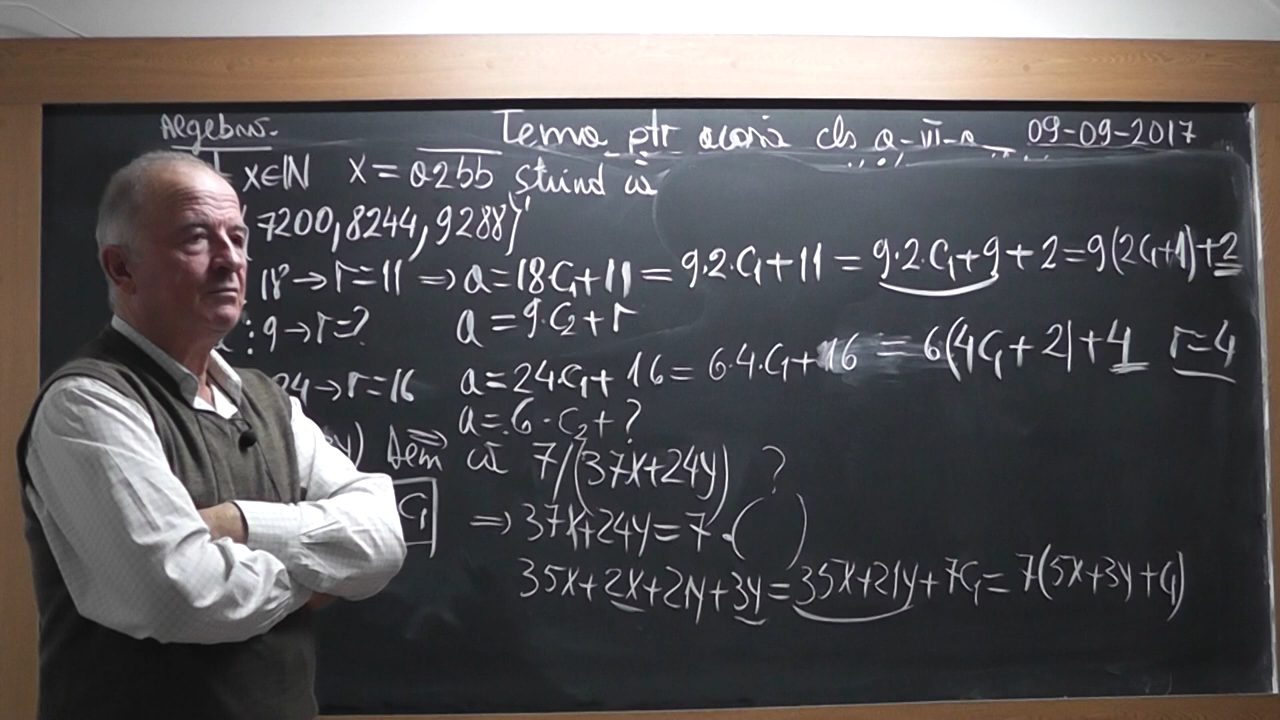 Algebra.
Tema ptr acasă cls a-VI-a 09-09-2017
x∈ℕ x = a2bb știind că
7200, 8244, 9288}
18 → r=11 ⇒ a=18C₁+11 = 9·2·C₁+11 = 9·2·C₁+9+2=9(2C₁+1)+2
:9→r=? a=9·C₂+r
24→r=16 a=24·C₁+16=6·4·C₁+16 = 6(4C₁+2)+4 r=4
a=6·C₂+?
y) Dem că 7/(37x+24y) ?
C₁ ⇒ 37x+24y=7·( )
35x+2x+21y+3y=35x+21y+7C₁=7(5x+3y+C₁)